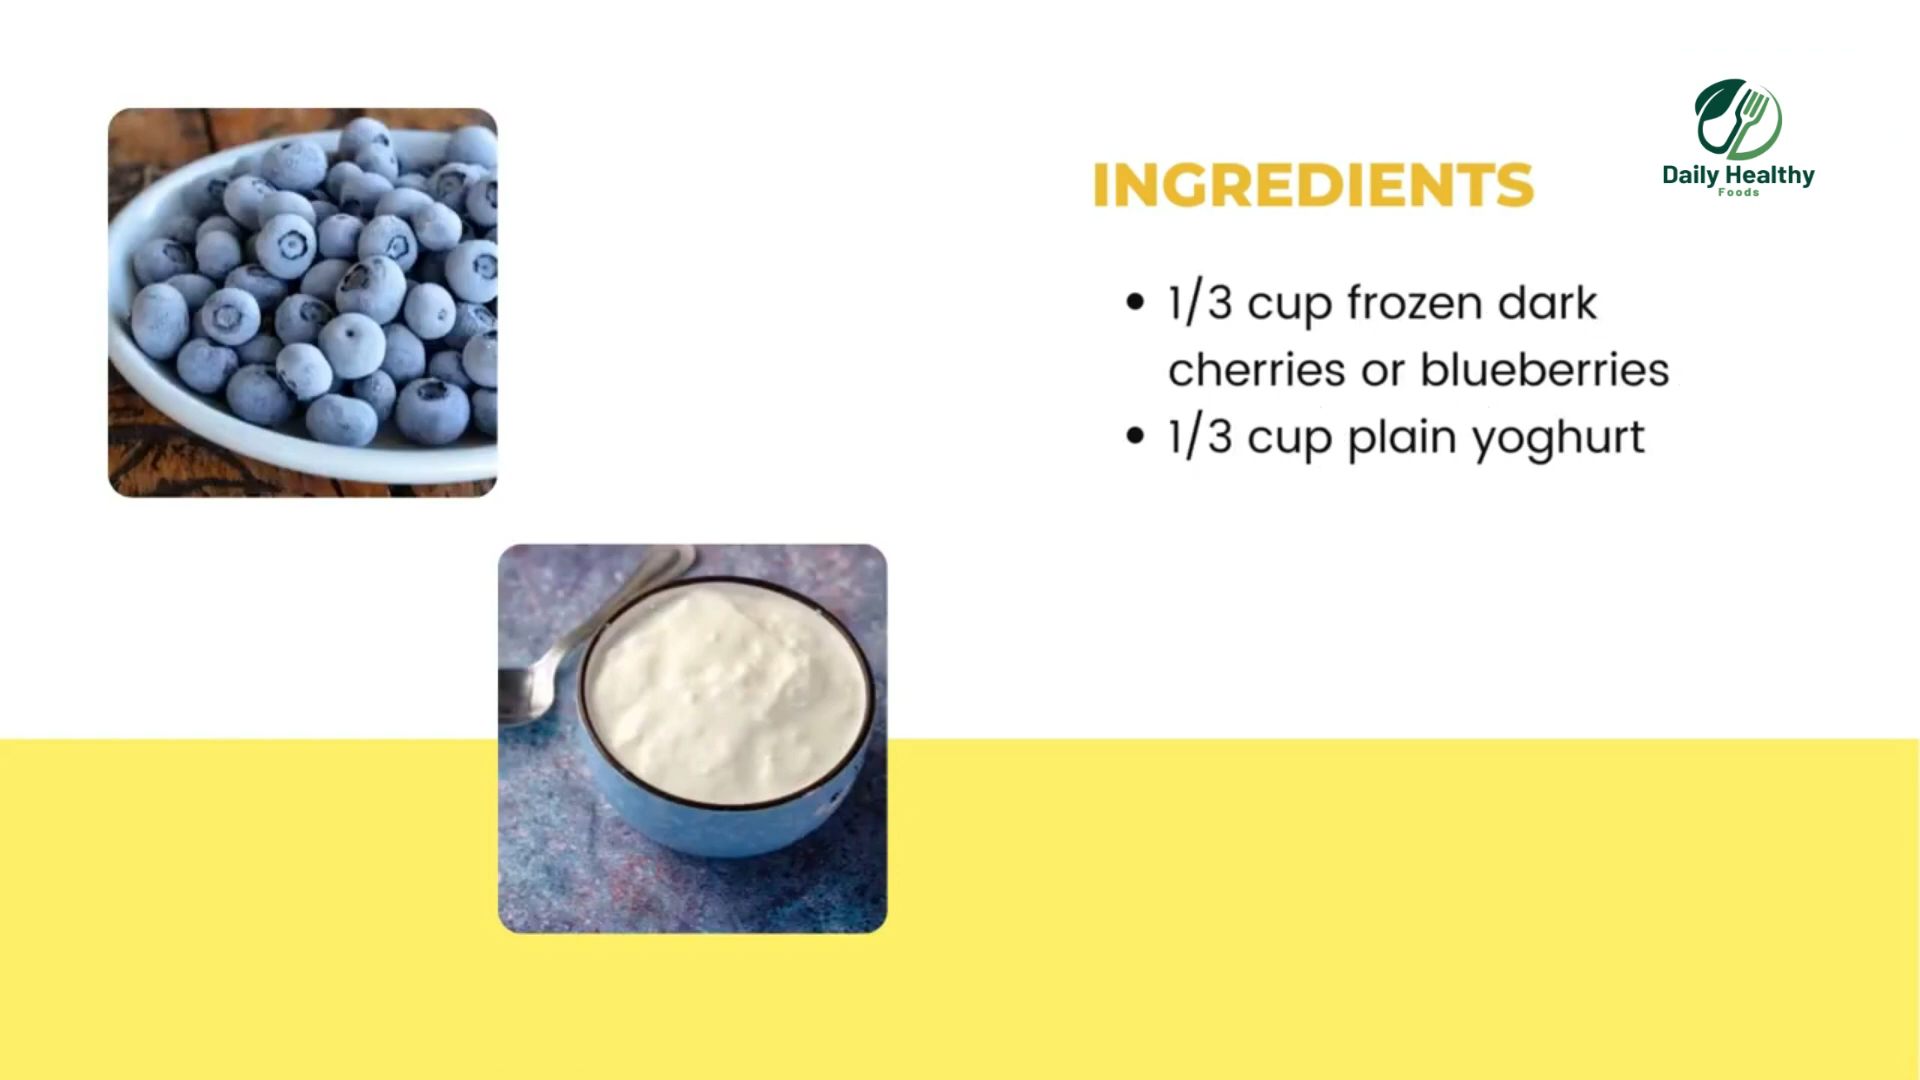 Daily Healthy
Foods
INGREDIENTS
• 1/3 cup frozen dark
cherries or blueberries
• 1/3 cup plain yoghurt